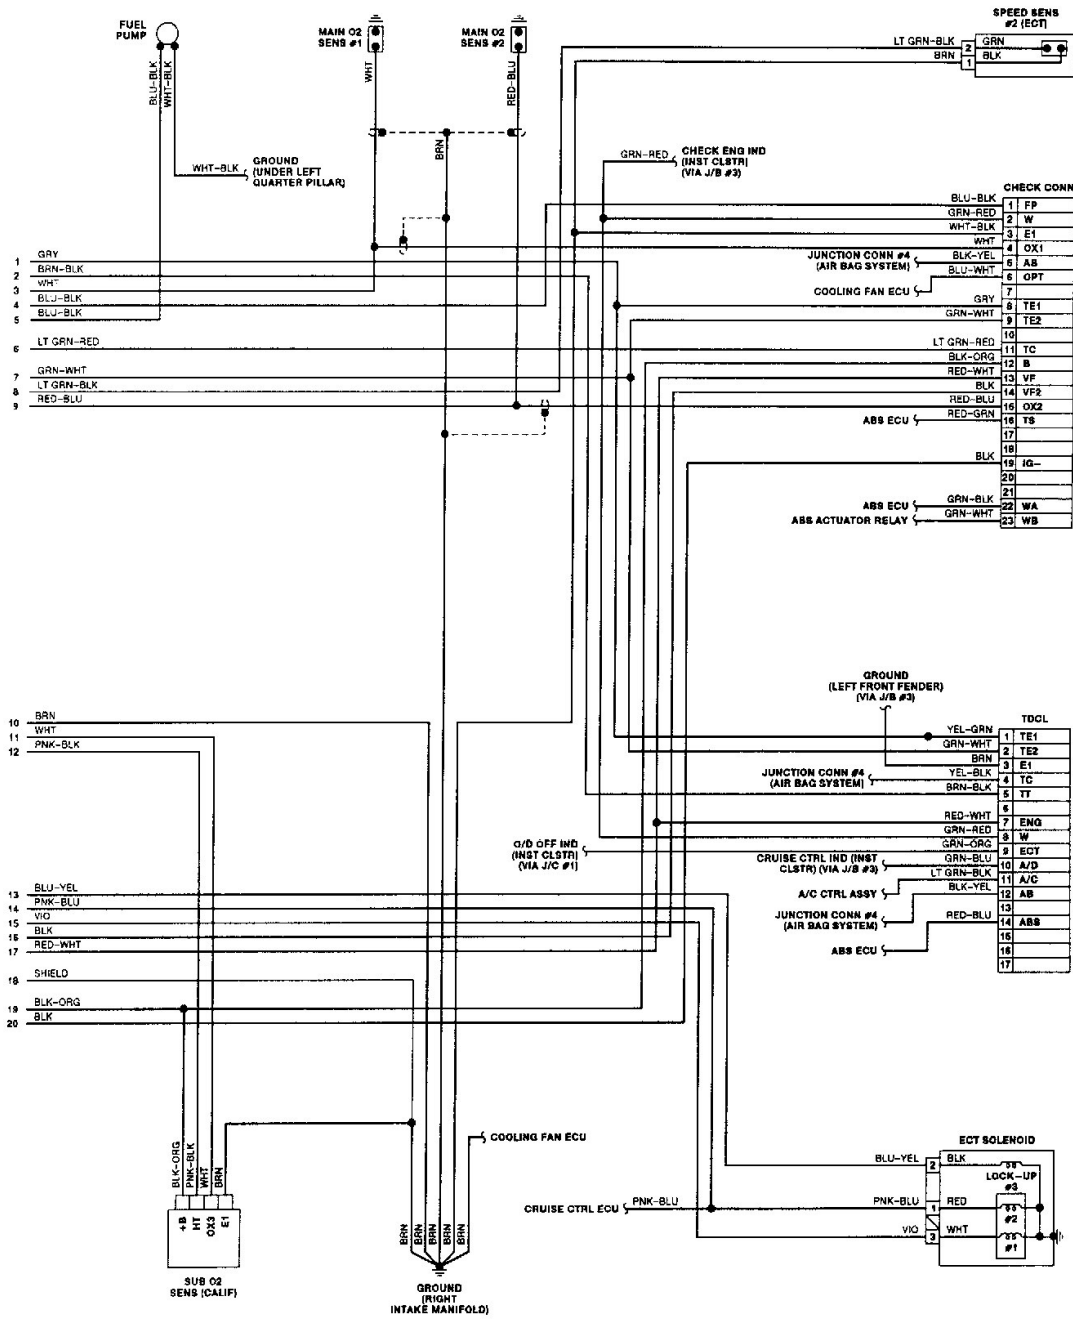 FUEL
PUMP
BLU-BLK
WHT-BLK
WHT-BLK
GROUND
(UNDER LEFT
QUARTER PILLAR)
MAIN O2
SENS #1
WHT
MAIN O2
SENS #2
RED-BLU
BRN
SPEED SENS
#2 (ECT)
LT GRN-BLK 2 GRN
BRN 1 BLK
GRN-RED
CHECK ENG IND
(INST CLSTR)
(VIA J/B #3)
CHECK CONN
BLU-BLK 1 FP
GRN-RED 2 W
WHT-BLK 3 E1
WHT 4 OX1
JUNCTION CONN #4
(AIR BAG SYSTEM)
BLK-YEL 5 AB
COOLING FAN ECU
BLU-WHT 6 OPT
7
GRY 8 TE1
GRN-WHT 9 TE2
10
LT GRN-RED 11 TC
BLK-ORG 12 B
RED-WHT 13 VF
BLK 14 VF2
RED-BLU 15 OX2
ABS ECU RED-GRN 16 TS
17
18
BLK 19 IG-
20
21
ABS ECU GRN-BLK 22 WA
ABS ACTUATOR RELAY GRN-WHT 23 WB
1 GRY
2 BRN-BLK
3 WHT
4 BLU-BLK
5 BLU-BLK
6 LT GRN-RED
7 GRN-WHT
8 LT GRN-BLK
9 RED-BLU
10 BRN
11 WHT
12 PNK-BLK
GROUND
(LEFT FRONT FENDER)
(VIA J/B #3)
TDCL
YEL-GRN 1 TE1
GRN-WHT 2 TE2
BRN 3 E1
JUNCTION CONN #4
(AIR BAG SYSTEM)
YEL-BLK 4 TC
BRN-BLK 5 TT
6
RED-WHT 7 ENG
GRN-RED 8 W
O/D OFF IND
(INST CLSTR)
(VIA J/C #1)
GRN-ORG 9 ECT
CRUISE CTRL IND (INST
CLSTR) (VIA J/B #3)
GRN-BLU 10 A/D
A/C CTRL ASSY
LT GRN-BLK 11 A/C
JUNCTION CONN #4
(AIR BAG SYSTEM)
BLK-YEL 12 AB
13
ABS ECU
RED-BLU 14 ABS
15
16
17
13 BLU-YEL
14 PNK-BLU
15 VIO
16 BLK
17 RED-WHT
18 SHIELD
19 BLK-ORG
20 BLK
BLK-ORG
PNK-BLK
WHT
BRN
+B
HT
OX3
E1
SUB O2
SENS (CALIF)
COOLING FAN ECU
BRN
BRN
BRN
BRN
BRN
GROUND
(RIGHT
INTAKE MANIFOLD)
CRUISE CTRL ECU PNK-BLU
ECT SOLENOID
BLU-YEL 2 BLK
LOCK-UP
#3
PNK-BLU 1 RED
#2
VIO 3 WHT
#1